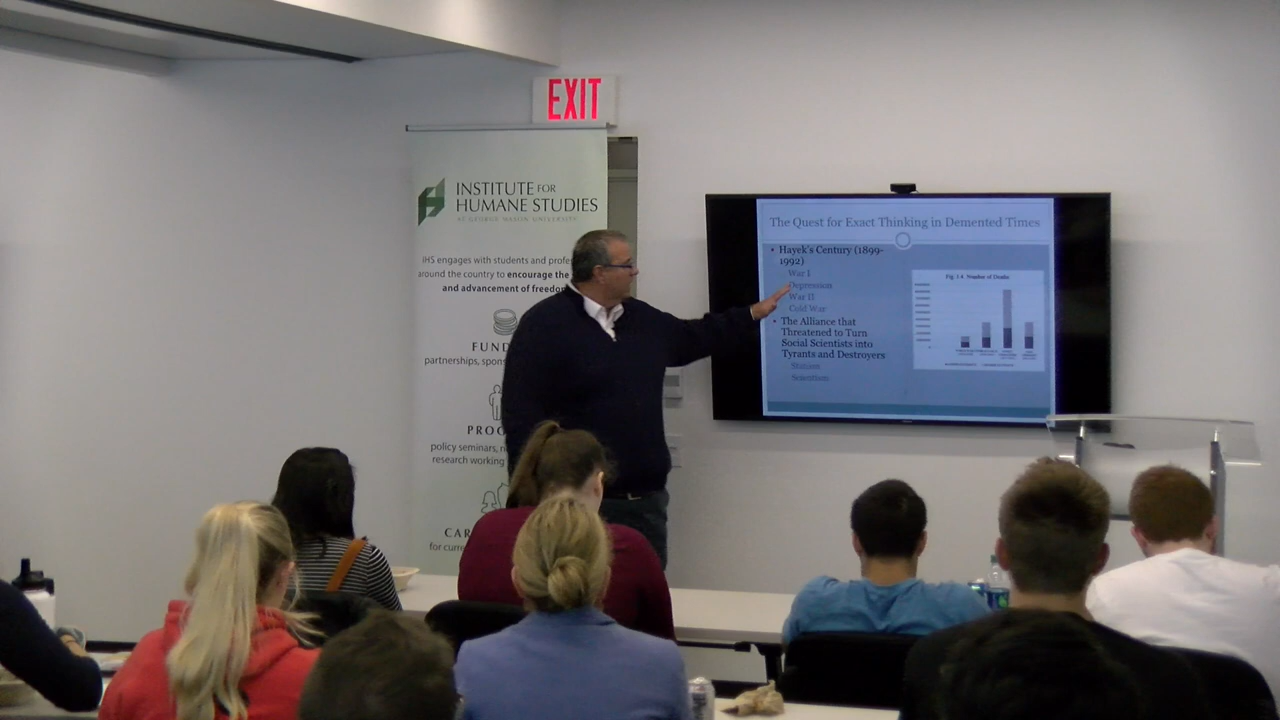 EXIT
INSTITUTE FOR
HUMANE STUDIES
AT GEORGE MASON UNIVERSITY
IHS engages with students and profes
around the country to encourage the
and advancement of freedom
FUND
partnerships, spons
PROG
policy seminars, r
research working
CAR
for curr
The Quest for Exact Thinking in Demented Times
• Hayek's Century (1899-
1992)
War I
Depression
War II
Cold War
• The Alliance that
Threatened to Turn
Social Scientists into
Tyrants and Destroyers
Statism
Scientism
Fig. 1.4. Number of Deaths